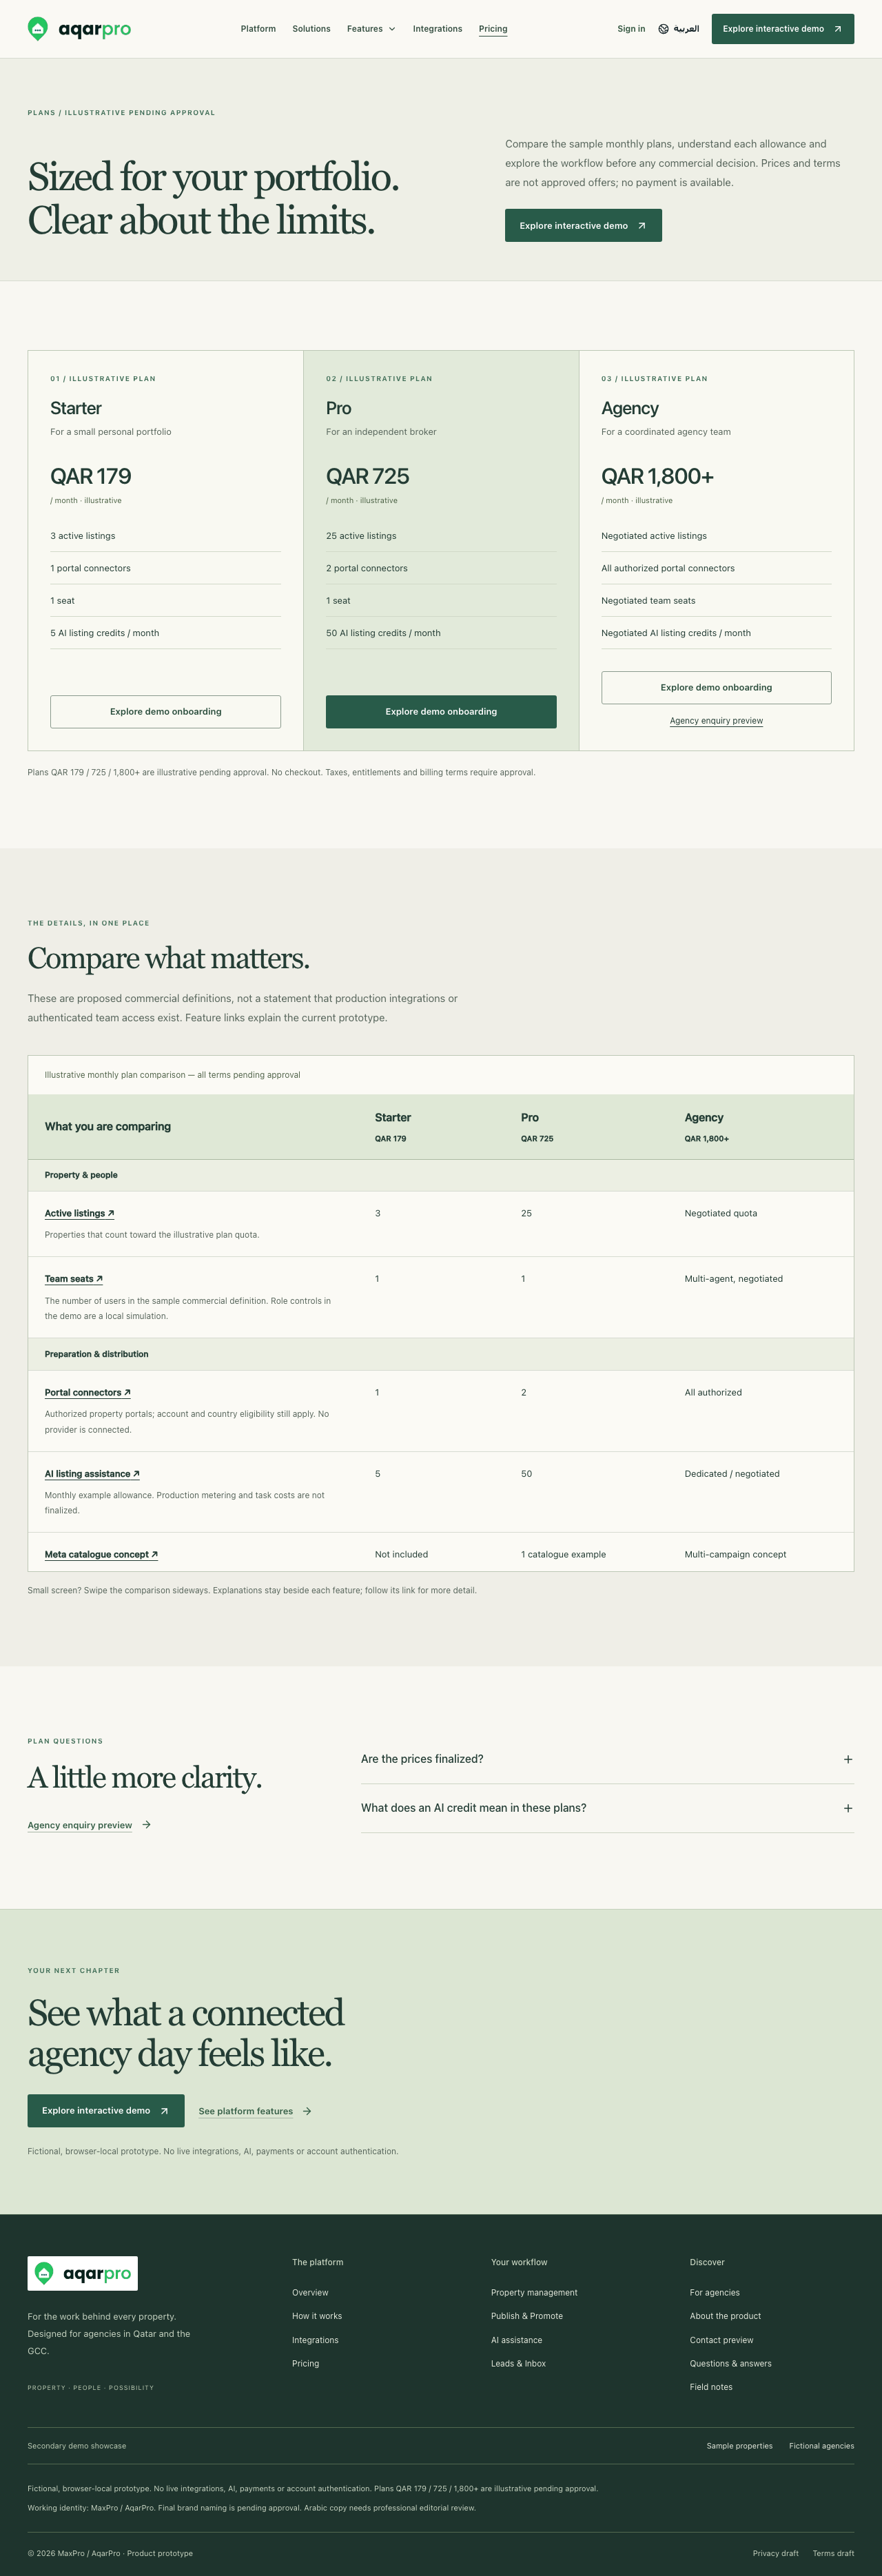 aqarpro
Platform
Solutions
Features
Integrations
Pricing
Sign in
العربية
Explore interactive demo
PLANS / ILLUSTRATIVE PENDING APPROVAL
Sized for your portfolio.
Clear about the limits.
Compare the sample monthly plans, understand each allowance and
explore the workflow before any commercial decision. Prices and terms
are not approved offers; no payment is available.
Explore interactive demo
01 / ILLUSTRATIVE PLAN
Starter
For a small personal portfolio
QAR 179
/ month · illustrative
3 active listings
1 portal connectors
1 seat
5 AI listing credits / month
Explore demo onboarding
02 / ILLUSTRATIVE PLAN
Pro
For an independent broker
QAR 725
/ month · illustrative
25 active listings
2 portal connectors
1 seat
50 AI listing credits / month
Explore demo onboarding
03 / ILLUSTRATIVE PLAN
Agency
For a coordinated agency team
QAR 1,800+
/ month · illustrative
Negotiated active listings
All authorized portal connectors
Negotiated team seats
Negotiated AI listing credits / month
Explore demo onboarding
Agency enquiry preview
Plans QAR 179 / 725 / 1,800+ are illustrative pending approval. No checkout. Taxes, entitlements and billing terms require approval.
THE DETAILS, IN ONE PLACE
Compare what matters.
These are proposed commercial definitions, not a statement that production integrations or
authenticated team access exist. Feature links explain the current prototype.
Illustrative monthly plan comparison — all terms pending approval
What you are comparing
Starter
QAR 179
Pro
QAR 725
Agency
QAR 1,800+
Property & people
Active listings ↗
3
25
Negotiated quota
Properties that count toward the illustrative plan quota.
Team seats ↗
1
1
Multi-agent, negotiated
The number of users in the sample commercial definition. Role controls in
the demo are a local simulation.
Preparation & distribution
Portal connectors ↗
1
2
All authorized
Authorized property portals; account and country eligibility still apply. No
provider is connected.
AI listing assistance ↗
5
50
Dedicated / negotiated
Monthly example allowance. Production metering and task costs are not
finalized.
Meta catalogue concept ↗
Not included
1 catalogue example
Multi-campaign concept
Small screen? Swipe the comparison sideways. Explanations stay beside each feature; follow its link for more detail.
PLAN QUESTIONS
A little more clarity.
Agency enquiry preview →
Are the prices finalized? +
What does an AI credit mean in these plans? +
YOUR NEXT CHAPTER
See what a connected
agency day feels like.
Explore interactive demo
See platform features →
Fictional, browser-local prototype. No live integrations, AI, payments or account authentication.
aqarpro
For the work behind every property.
Designed for agencies in Qatar and the
GCC.
PROPERTY · PEOPLE · POSSIBILITY
The platform
Overview
How it works
Integrations
Pricing
Your workflow
Property management
Publish & Promote
AI assistance
Leads & Inbox
Discover
For agencies
About the product
Contact preview
Questions & answers
Field notes
Secondary demo showcase
Sample properties
Fictional agencies
Fictional, browser-local prototype. No live integrations, AI, payments or account authentication. Plans QAR 179 / 725 / 1,800+ are illustrative pending approval.
Working identity: MaxPro / AqarPro. Final brand naming is pending approval. Arabic copy needs professional editorial review.
© 2026 MaxPro / AqarPro · Product prototype
Privacy draft
Terms draft